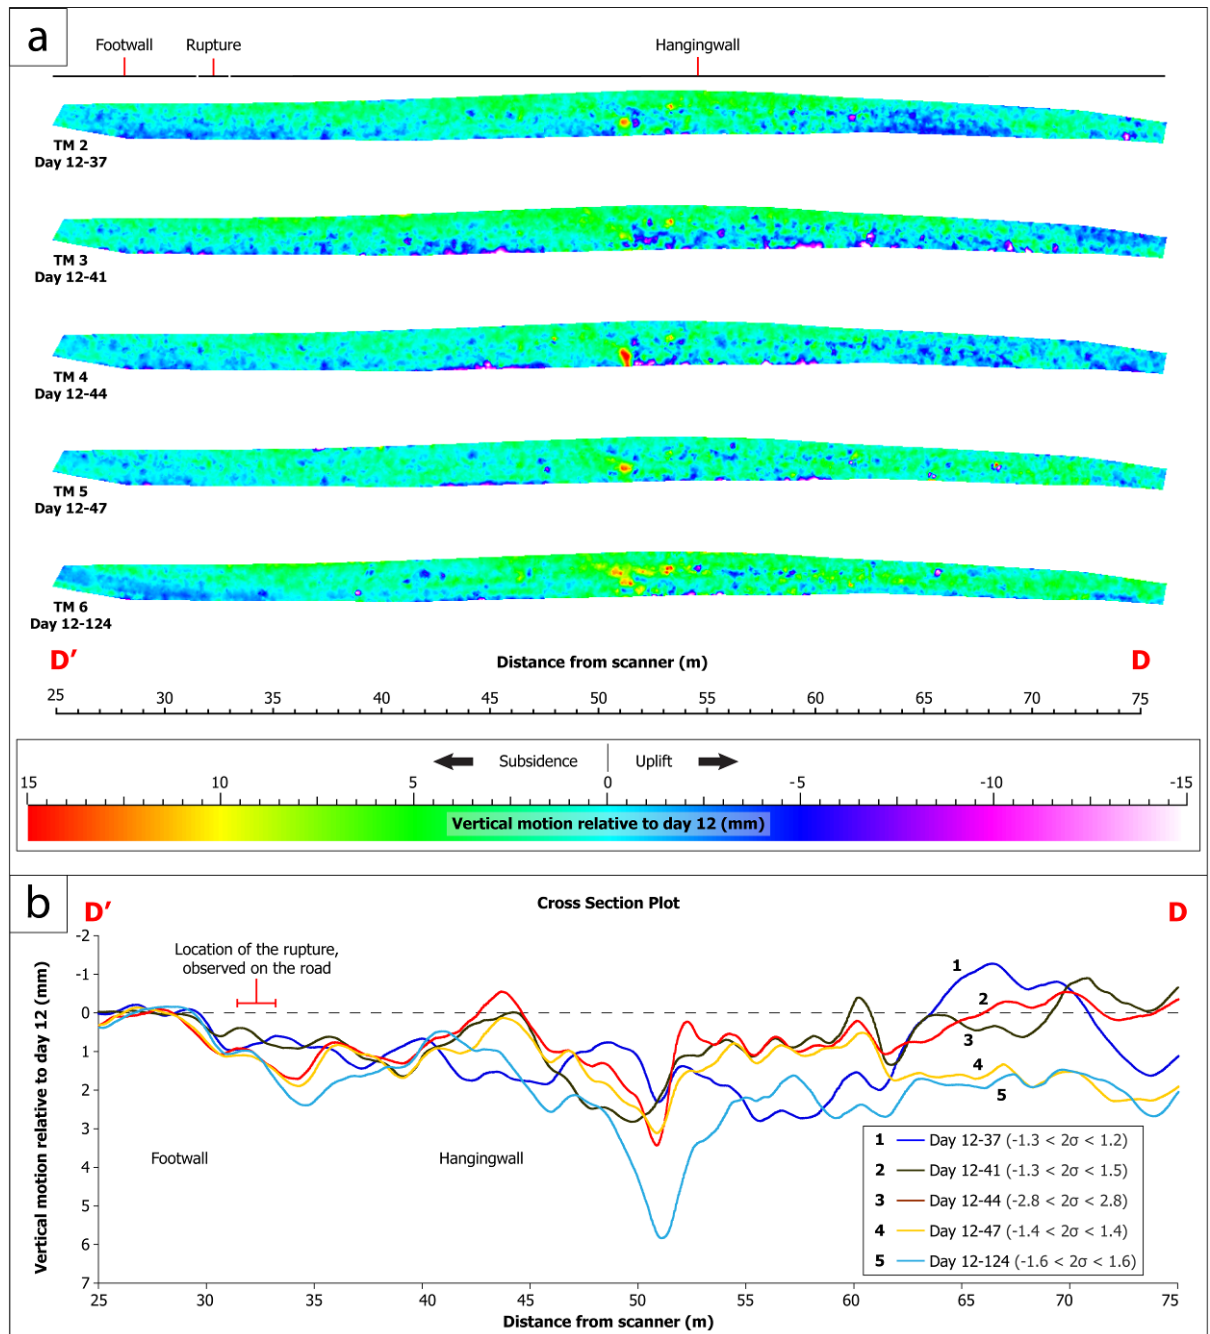 a
Footwall
Rupture
Hangingwall
TM 2
Day 12-37
TM 3
Day 12-41
TM 4
Day 12-44
TM 5
Day 12-47
TM 6
Day 12-124
D’
D
Distance from scanner (m)
25 30 35 40 45 50 55 60 65 70 75
Subsidence
Uplift
15 10 5 0 -5 -10 -15
Vertical motion relative to day 12 (mm)
b
D’
Cross Section Plot
D
Location of the rupture,
observed on the road
Vertical motion relative to day 12 (mm)
-2
-1
0
1
2
3
4
5
6
7
1
2
3
4
5
Footwall
Hangingwall
1 Day 12-37 (-1.3 < 2σ < 1.2)
2 Day 12-41 (-1.3 < 2σ < 1.5)
3 Day 12-44 (-2.8 < 2σ < 2.8)
4 Day 12-47 (-1.4 < 2σ < 1.4)
5 Day 12-124 (-1.6 < 2σ < 1.6)
25 30 35 40 45 50 55 60 65 70 75
Distance from scanner (m)